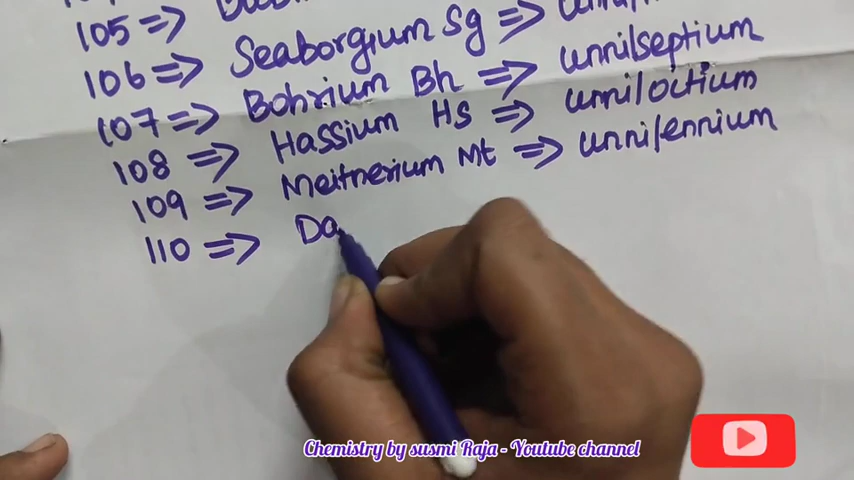 105 =>
106 => Seaborgium Sg =>
107 => Bohrium Bh => unnilseptium
108 => Hassium Hs => unniloctium
109 => Meitnerium Mt => unnilennium
110 => Da
Chemistry by susmi Raja - Youtube channel